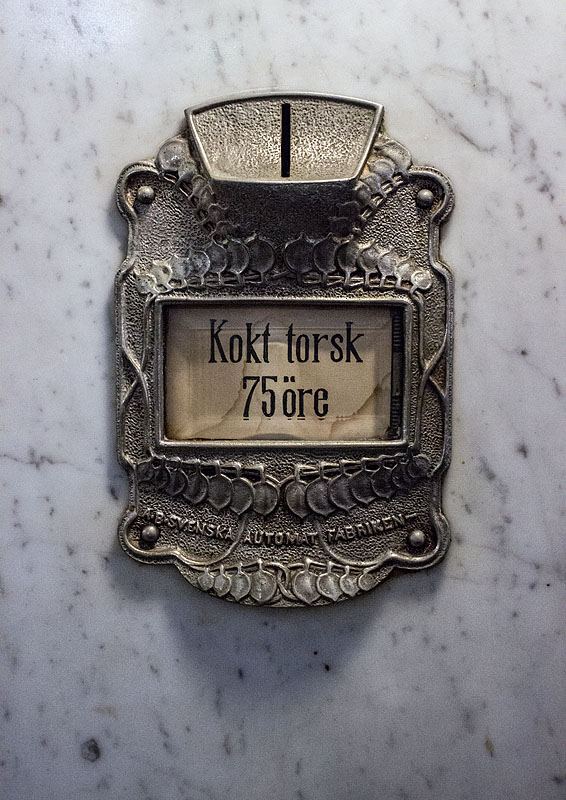 Kokt torsk
75 öre
A.B. SVENSKA AUTOMAT FABRIKEN